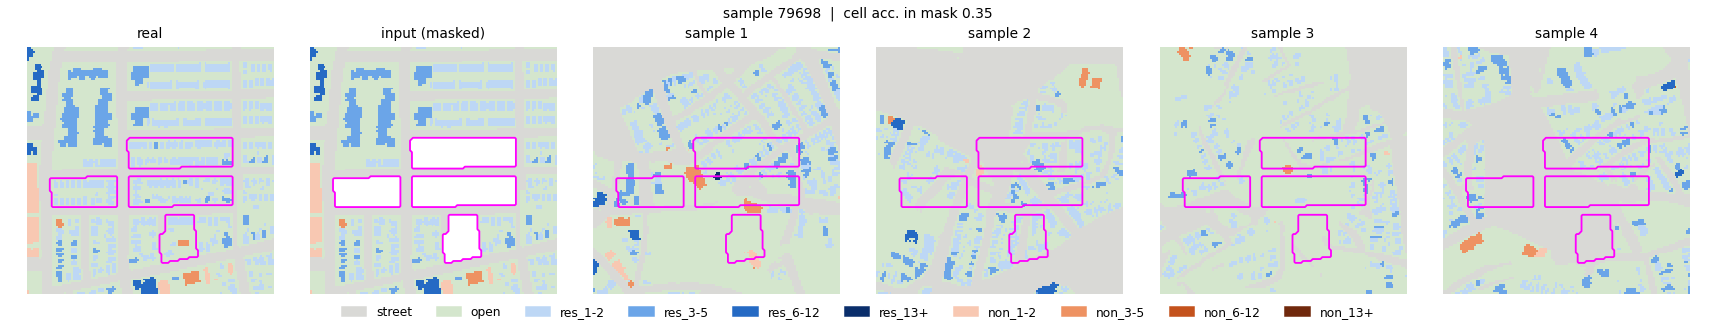 sample 79698  |  cell acc. in mask 0.35
real
input (masked)
sample 1
sample 2
sample 3
sample 4
street
open
res_1-2
res_3-5
res_6-12
res_13+
non_1-2
non_3-5
non_6-12
non_13+